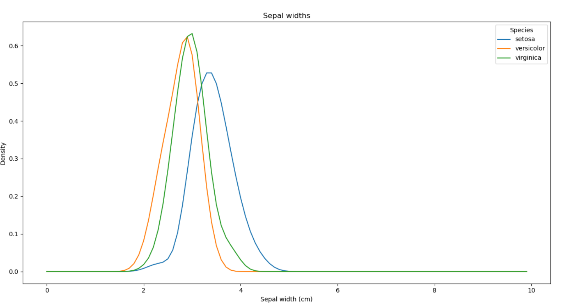 Sepal widths
Species
setosa
versicolor
virginica
0.6
0.5
0.4
0.3
0.2
0.1
0.0
Density
0
2
4
6
8
10
Sepal width (cm)